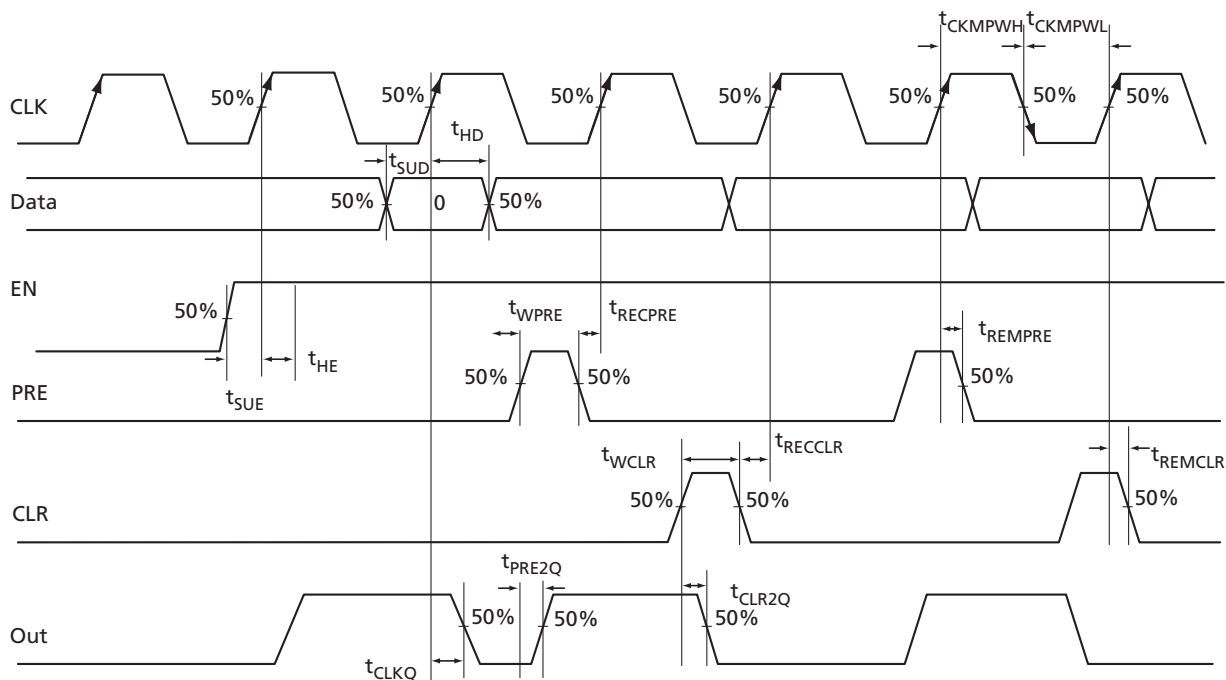 tCKMPWH tCKMPWL
CLK 50% 50% 50% 50% 50% 50% 50%
tHD
tSUD
Data 50% 0 50%
EN
50%
tWPRE tRECPRE tREMPRE
tHE
PRE 50% 50% 50%
tSUE
tWCLR tRECCLR tREMCLR
CLR 50% 50% 50%
tPRE2Q
tCLR2Q
Out 50% 50% 50%
tCLKQ